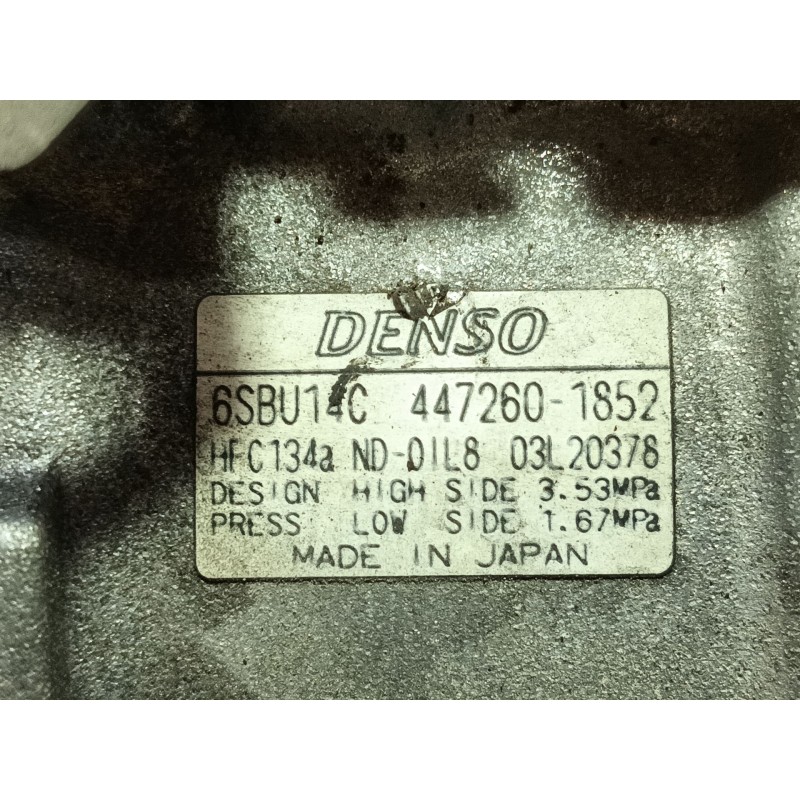 DENSO
6SBU14C 447260-1852
HFC134a ND-OIL8 03L20378
DESIGN HIGH SIDE 3.53MPa
PRESS LOW SIDE 1.67MPa
MADE IN JAPAN